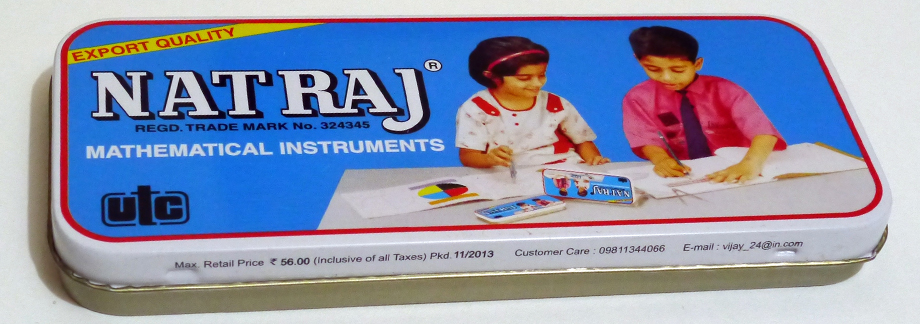 EXPORT QUALITY
NATRAJ®
REGD. TRADE MARK No. 324345
MATHEMATICAL INSTRUMENTS
utc
NATRAJ
Max. Retail Price ₹ 56.00 (Inclusive of all Taxes) Pkd. 11/2013 Customer Care : 09811344066 E-mail : vijay_24@in.com